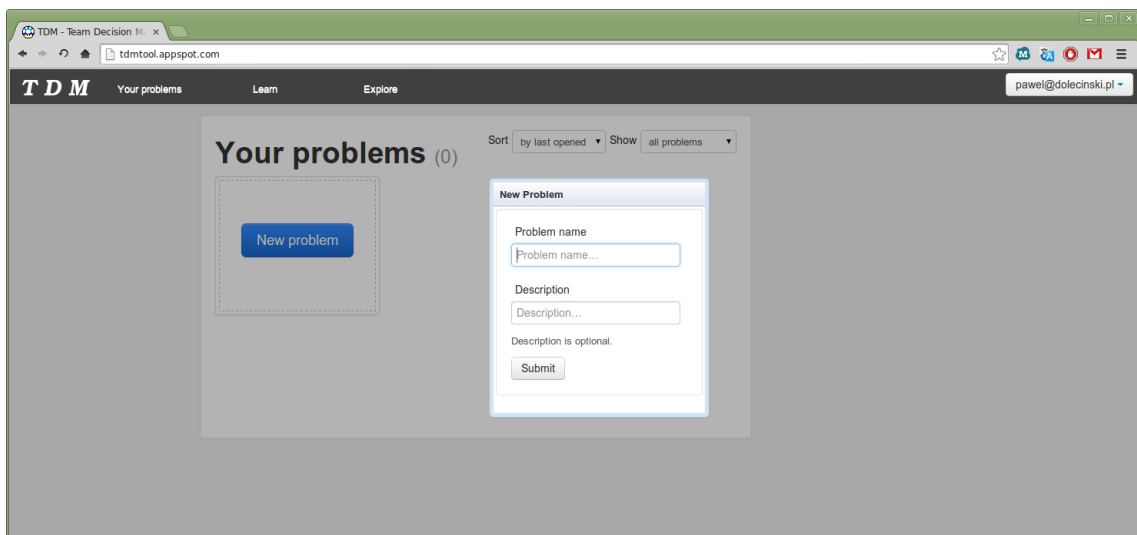 TDM - Team Decision Ma
tdmtool.appspot.com
T D M Your problems Learn Explore pawel@dolecinski.pl
Your problems (0)
Sort by last opened Show all problems
New problem
New Problem
Problem name
Problem name...
Description
Description...
Description is optional.
Submit